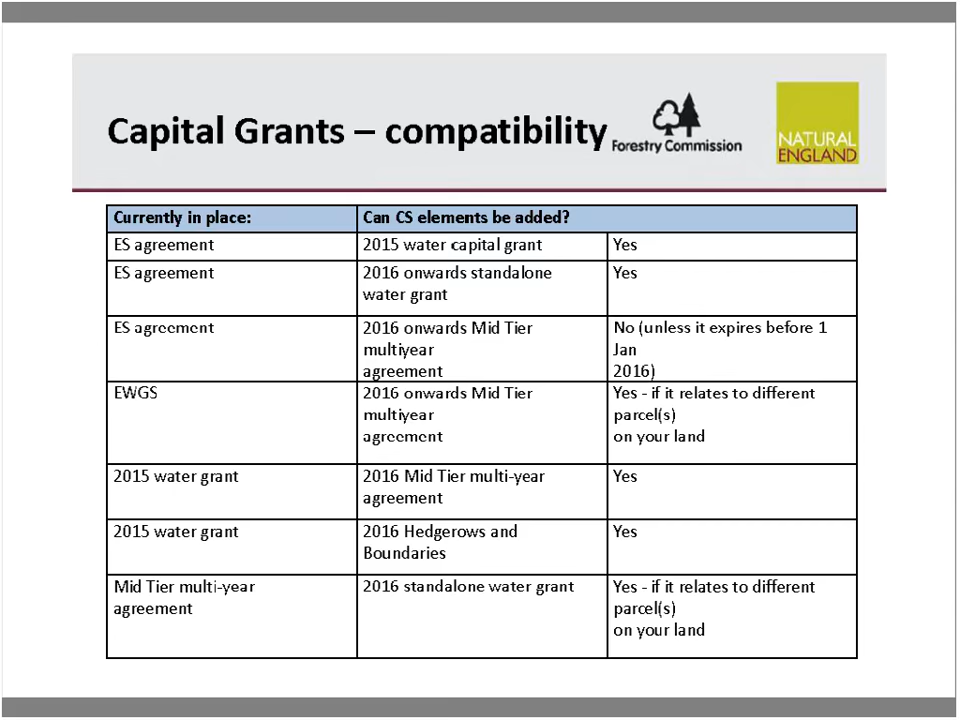 Capital Grants – compatibility
Forestry Commission
NATURAL
ENGLAND
Currently in place:
Can CS elements be added?
ES agreement
2015 water capital grant
Yes
ES agreement
2016 onwards standalone
water grant
Yes
ES agreement
2016 onwards Mid Tier
multiyear
agreement
No (unless it expires before 1
Jan
2016)
EWGS
2016 onwards Mid Tier
multiyear
agreement
Yes - if it relates to different
parcel(s)
on your land
2015 water grant
2016 Mid Tier multi-year
agreement
Yes
2015 water grant
2016 Hedgerows and
Boundaries
Yes
Mid Tier multi-year
agreement
2016 standalone water grant
Yes - if it relates to different
parcel(s)
on your land